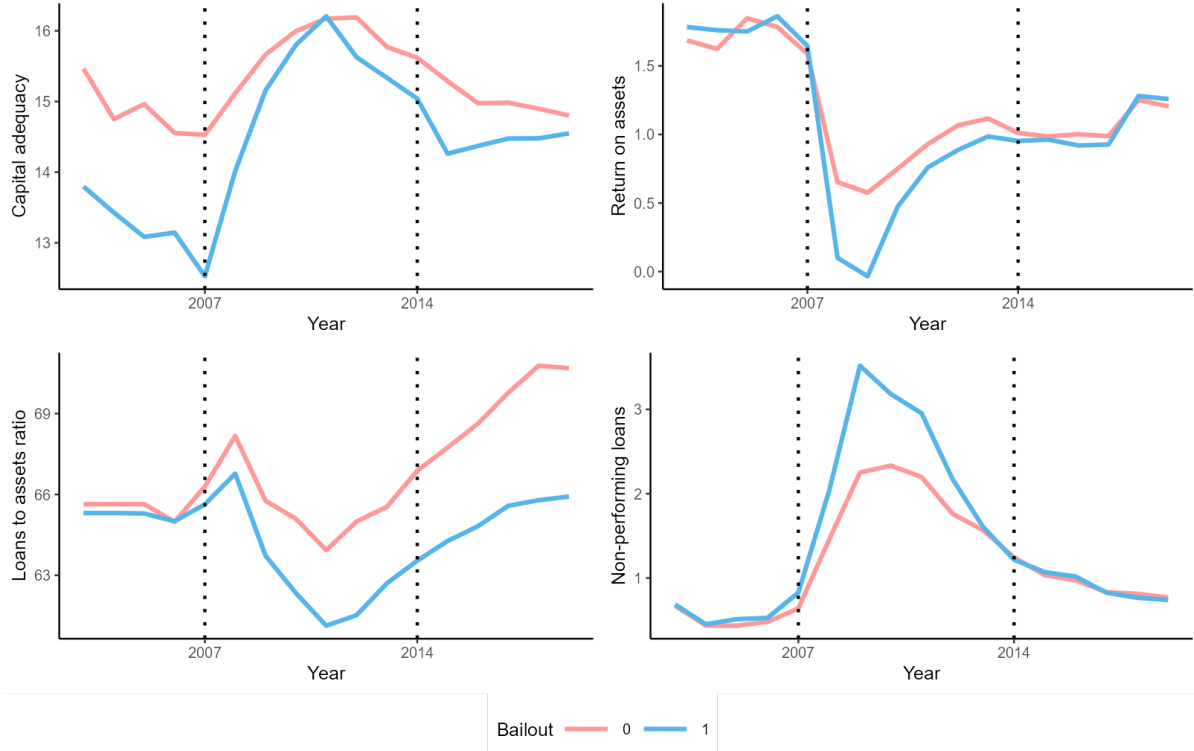 Capital adequacy
16
15
14
13
2007
2014
Year
Return on assets
1.5
1.0
0.5
0.0
2007
2014
Year
Loans to assets ratio
69
66
63
2007
2014
Year
Non-performing loans
3
2
1
2007
2014
Year
Bailout 0 1